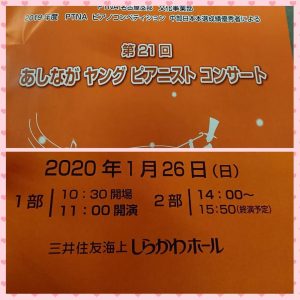 2019年度 PTNA ピアノコンペティション 中部日本本選成績優秀者による
第21回
あしなが ヤング ピアニスト コンサート
2020年1月26日(日)
1部 10:30開場 2部 14:00〜
11:00開演 15:50(終演予定)
三井住友海上 しらかわホール